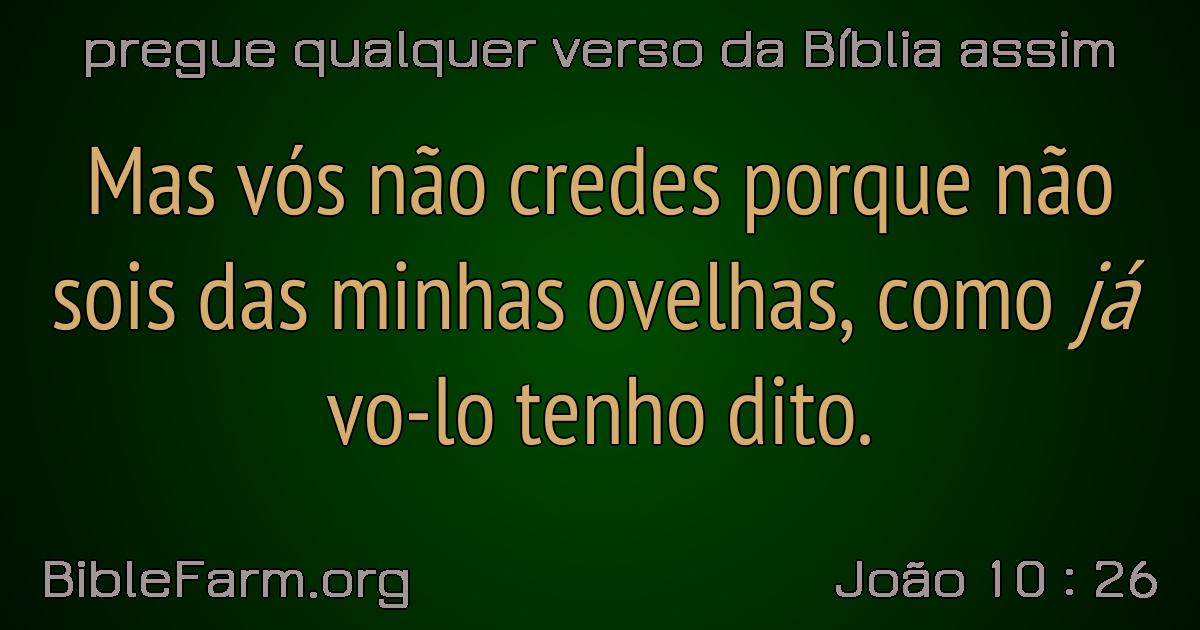 pregue qualquer verso da Bíblia assim
Mas vós não credes porque não
sois das minhas ovelhas, como já
vo-lo tenho dito.
BibleFarm.org
João 10 : 26